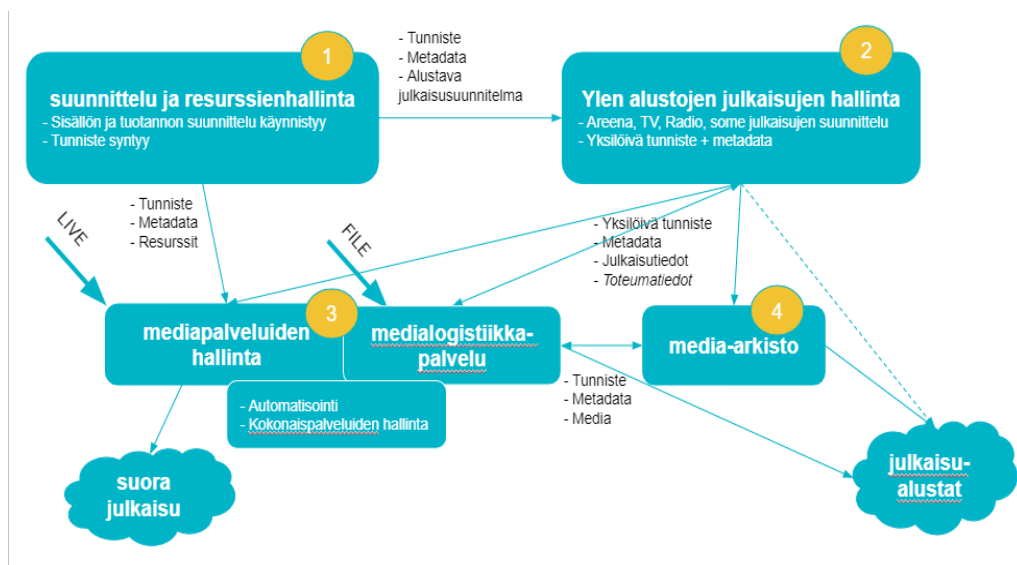 1
suunnittelu ja resurssienhallinta
- Sisällön ja tuotannon suunnittelu käynnistyy
- Tunniste syntyy
- Tunniste
- Metadata
- Alustava
julkaisusuunnitelma
2
Ylen alustojen julkaisujen hallinta
- Areena, TV, Radio, some julkaisujen suunnittelu
- Yksilöivä tunniste + metadata
- Tunniste
- Metadata
- Resurssit
LIVE
FILE
- Yksilöivä tunniste
- Metadata
- Julkaisutiedot
- Toteumatiedot
3
mediapalveluiden
hallinta
medialogistiikka-
palvelu
- Automatisointi
- Kokonaispalveluiden hallinta
4
media-arkisto
- Tunniste
- Metadata
- Media
suora
julkaisu
julkaisu-
alustat